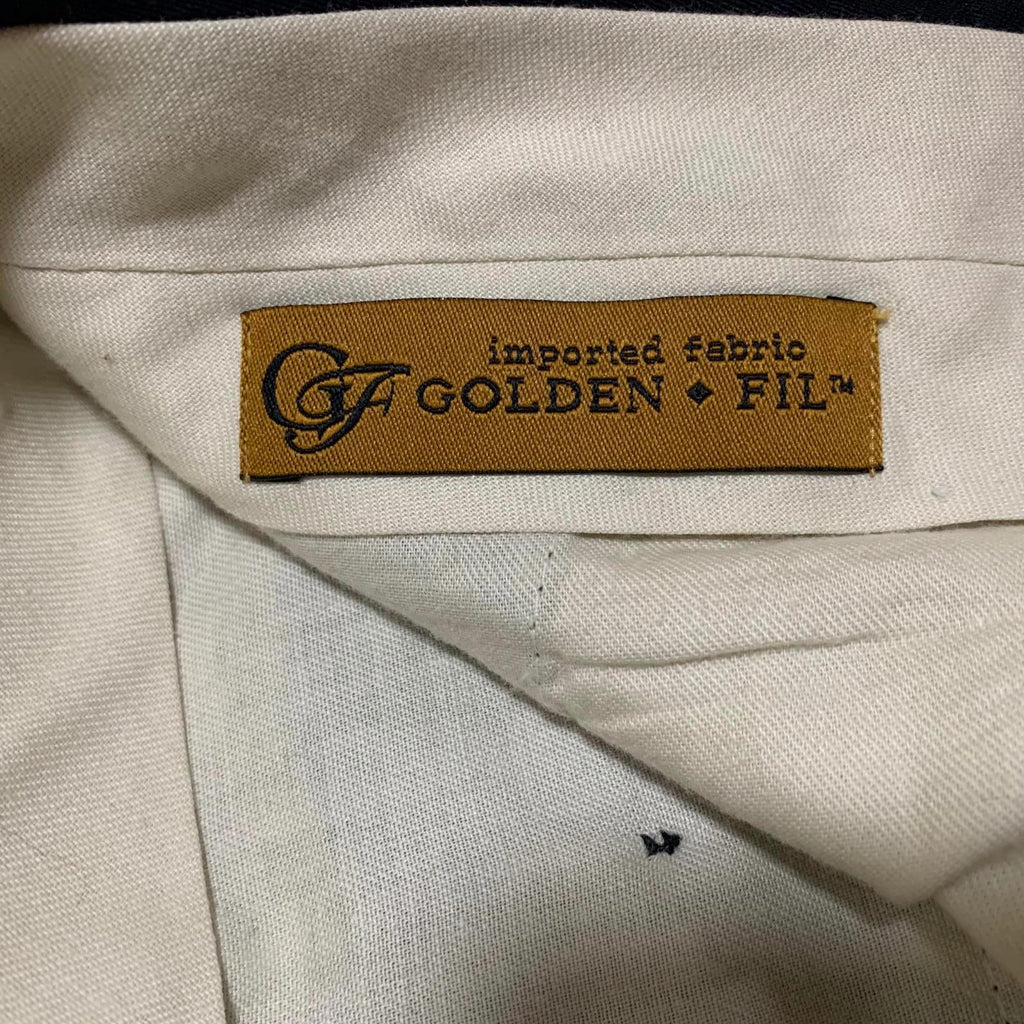 imported fabric
GF GOLDEN ◆ FIL™